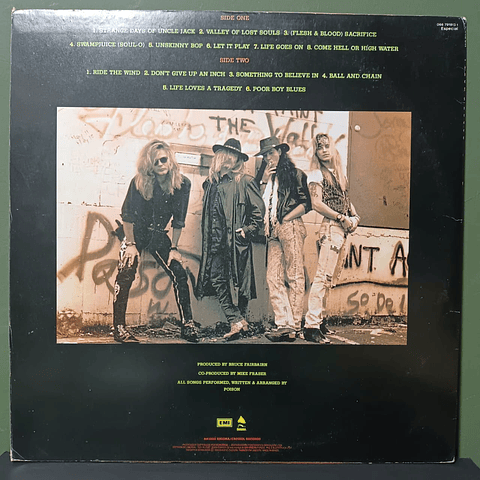 SIDE ONE
Especial
1. STRANGE DAYS OF UNCLE JACK 2. VALLEY OF LOST SOULS 3. (FLESH & BLOOD) SACRIFICE
4. SWAMPJUICE (SOUL-O) 5. UNSKINNY BOP 6. LET IT PLAY 7. LIFE GOES ON 8. COME HELL OR HIGH WATER
SIDE TWO
1. RIDE THE WIND 2. DON'T GIVE UP AN INCH 3. SOMETHING TO BELIEVE IN 4. BALL AND CHAIN
5. LIFE LOVES A TRAGEDY 6. POOR BOY BLUES
THE
NT A
So De
PRODUCED BY BRUCE FAIRBAIRN
CO-PRODUCED BY MIKE FRASER
ALL SONGS PERFORMED, WRITTEN & ARRANGED BY
POISON
EMI